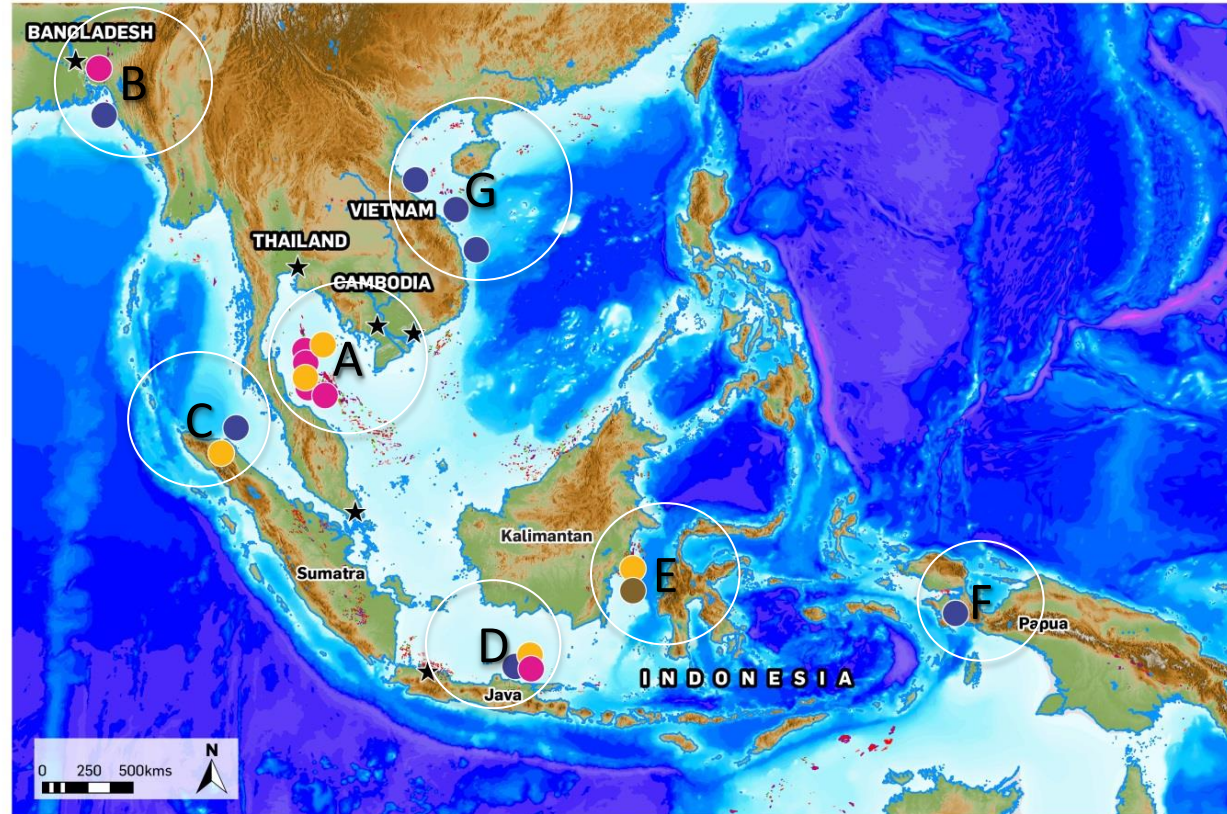 BANGLADESH
B
G
VIETNAM
THAILAND
CAMBODIA
A
C
Kalimantan
Sumatra
E
F
Papua
D
INDONESIA
Java
N
0 250 500kms